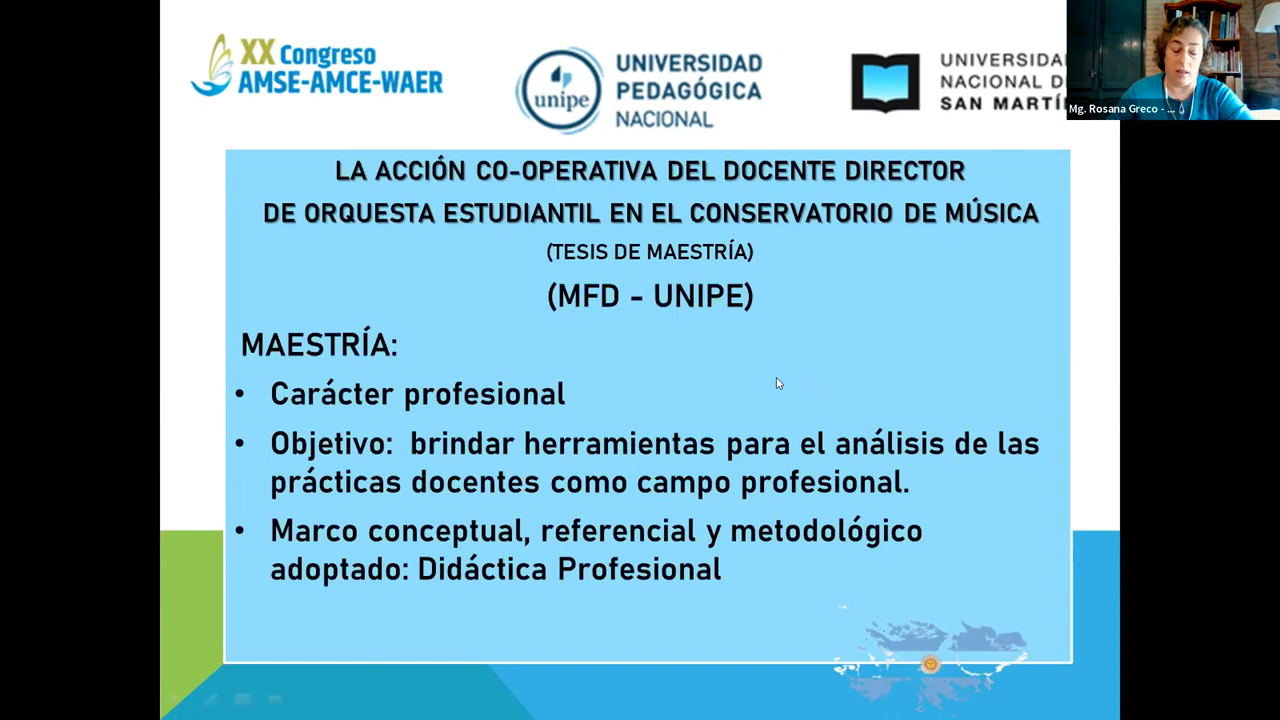 XX Congreso
AMSE-AMCE-WAER
unipe
UNIVERSIDAD
PEDAGÓGICA
NACIONAL
UNIVERSIDA
NACIONAL D
SAN MARTÍ
Mg. Rosana Greco - ...
LA ACCIÓN CO-OPERATIVA DEL DOCENTE DIRECTOR
DE ORQUESTA ESTUDIANTIL EN EL CONSERVATORIO DE MÚSICA
(TESIS DE MAESTRÍA)
(MFD - UNIPE)
MAESTRÍA:
• Carácter profesional
• Objetivo: brindar herramientas para el análisis de las
prácticas docentes como campo profesional.
• Marco conceptual, referencial y metodológico
adoptado: Didáctica Profesional